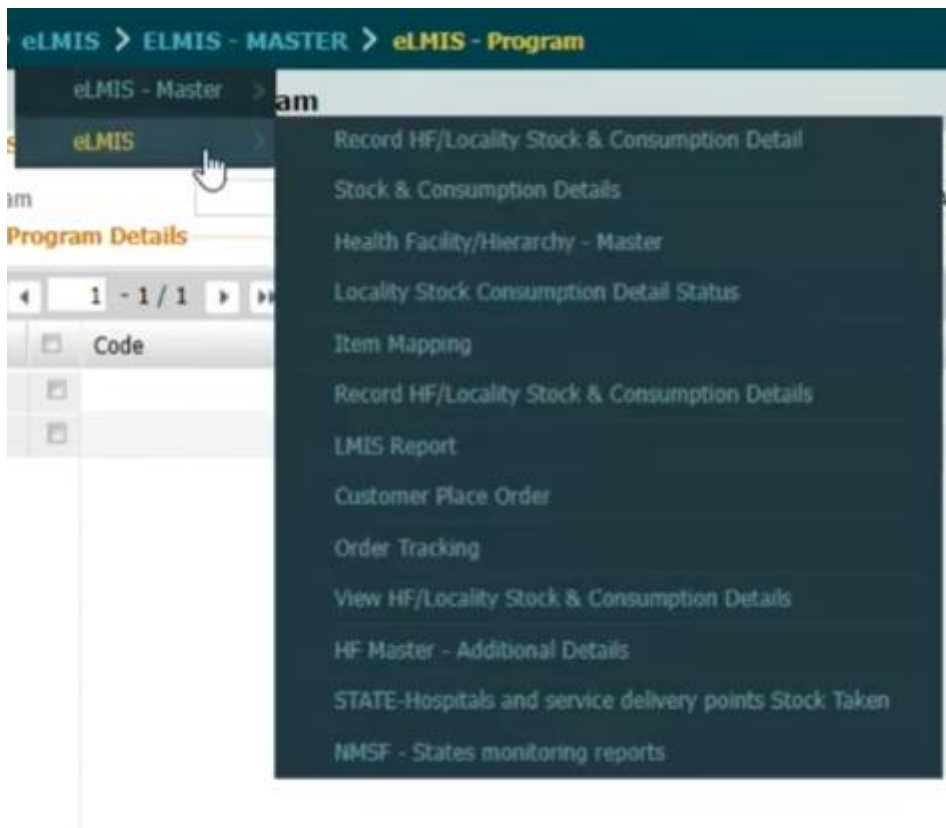 eLMIS > ELMIS - MASTER > eLMIS - Program
eLMIS - Master >
am
eLMIS >
Record HF/Locality Stock & Consumption Detail
Stock & Consumption Details
am
Program Details
Health Facility/Hierarchy - Master
1 - 1 / 1
Locality Stock Consumption Detail Status
Code
Item Mapping
Record HF/Locality Stock & Consumption Details
LMIS Report
Customer Place Order
Order Tracking
View HF/Locality Stock & Consumption Details
HF Master - Additional Details
STATE-Hospitals and service delivery points Stock Taken
NMSF - States monitoring reports